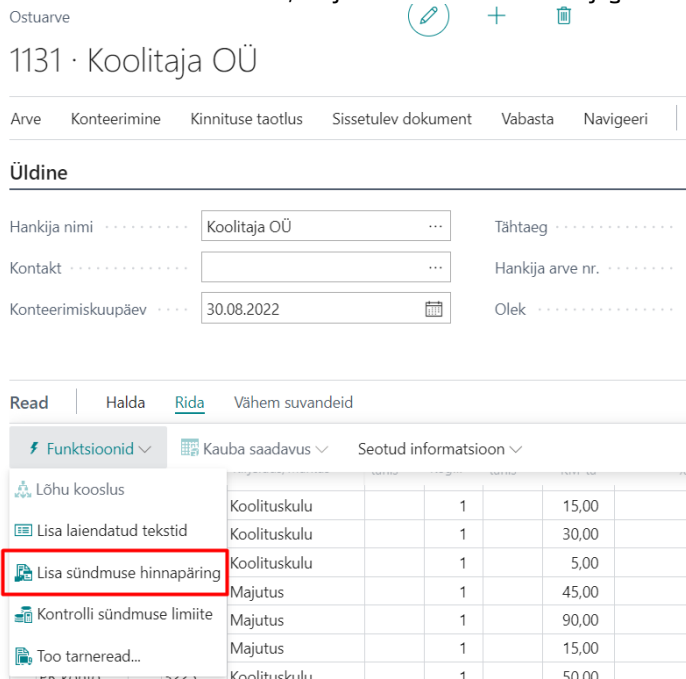 Ostuarve
1131 · Koolitaja OÜ
Arve Konteerimine Kinnituse taotlus Sissetulev dokument Vabasta Navigeeri
Üldine
Hankija nimi Koolitaja OÜ Tähtaeg
Kontakt Hankija arve nr.
Konteerimiskuupäev 30.08.2022 Olek
Read Halda Rida Vähem suvandeid
Funktsioonid Kauba saadavus Seotud informatsioon
Lõhu kooslus
Koolituskulu 1 15,00
Lisa laiendatud tekstid
Koolituskulu 1 30,00
Lisa sündmuse hinnapäring
Koolituskulu 1 5,00
Majutus 1 45,00
Kontrolli sündmuse limiite
Majutus 1 90,00
Too tarneread...
Majutus 1 15,00
Koolituskulu 1 50,00